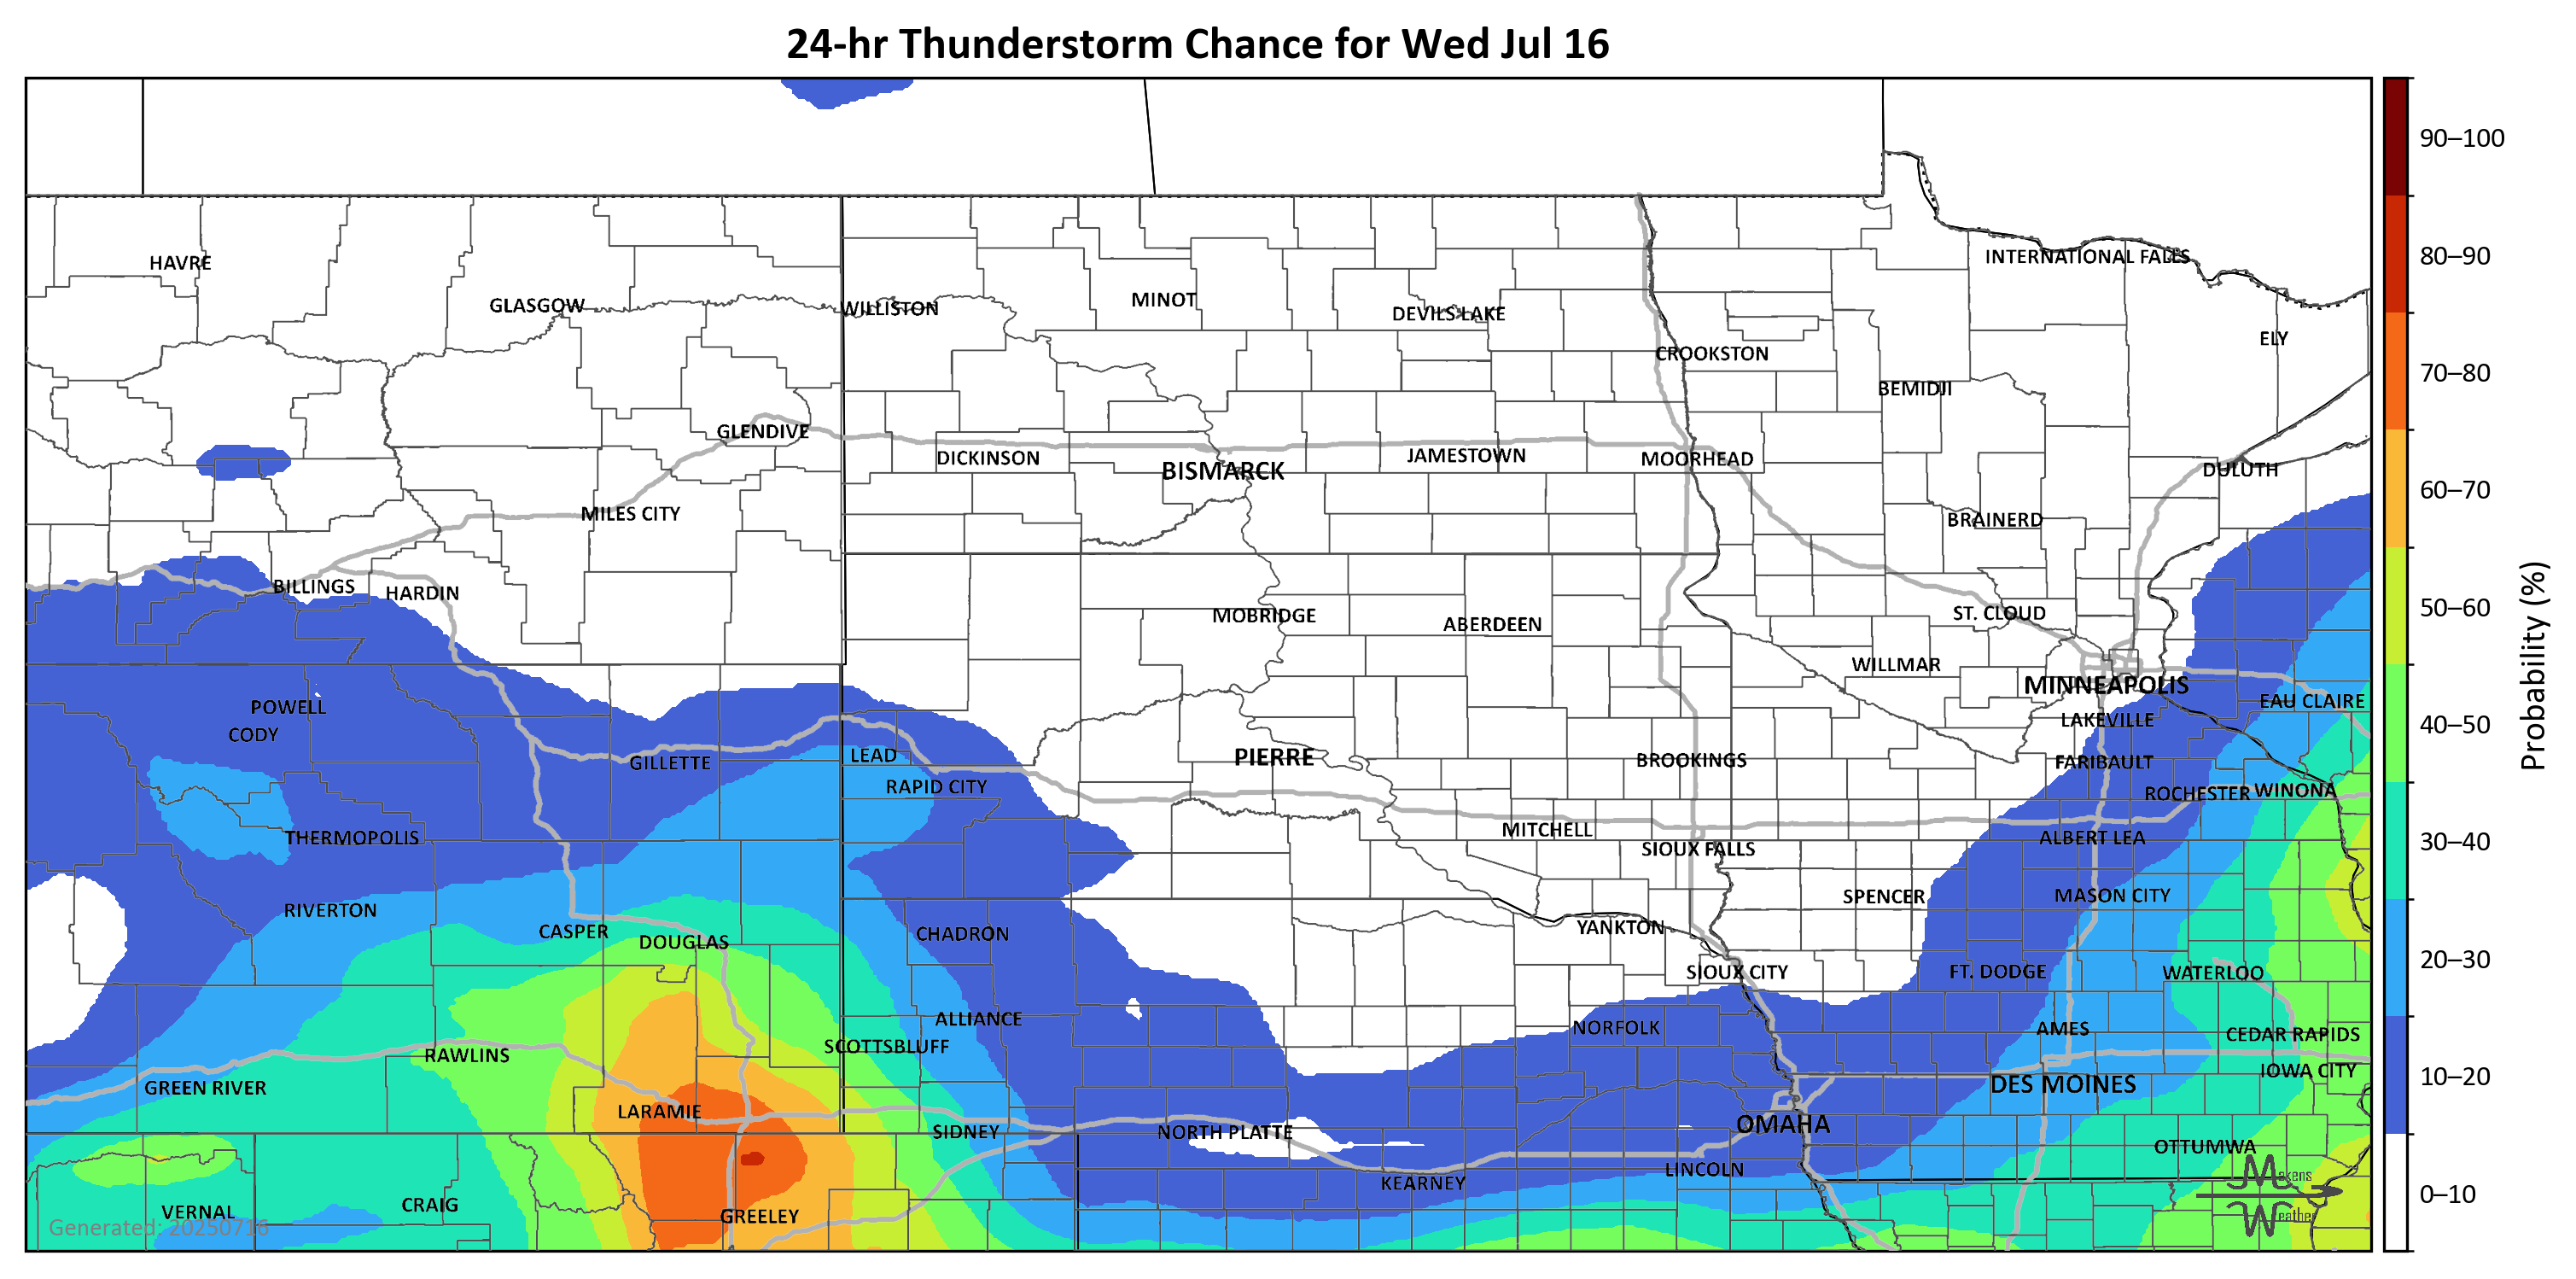 24-hr Thunderstorm Chance for Wed Jul 16
90–100
80–90
70–80
60–70
50–60
40–50
30–40
20–30
10–20
0–10
Probability (%)
HAVRE
INTERNATIONAL FALLS
GLASGOW
WILLISTON
MINOT
DEVILS LAKE
ELY
CROOKSTON
BEMIDJI
GLENDIVE
DICKINSON
BISMARCK
JAMESTOWN
MOORHEAD
DULUTH
MILES CITY
BRAINERD
BILLINGS
HARDIN
MOBRIDGE
ABERDEEN
ST. CLOUD
WILLMAR
MINNEAPOLIS
POWELL
EAU CLAIRE
CODY
LAKEVILLE
GILLETTE
LEAD
PIERRE
BROOKINGS
FARIBAULT
RAPID CITY
ROCHESTER
WINONA
THERMOPOLIS
MITCHELL
ALBERT LEA
SIOUX FALLS
RIVERTON
SPENCER
MASON CITY
CASPER
DOUGLAS
CHADRON
YANKTON
SIOUX CITY
FT. DODGE
WATERLOO
ALLIANCE
NORFOLK
AMES
CEDAR RAPIDS
RAWLINS
SCOTTSBLUFF
GREEN RIVER
DES MOINES
IOWA CITY
LARAMIE
SIDNEY
NORTH PLATTE
OMAHA
OTTUMWA
LINCOLN
KEARNEY
VERNAL
CRAIG
GREELEY
Makens
Weather
Generated: 20250716